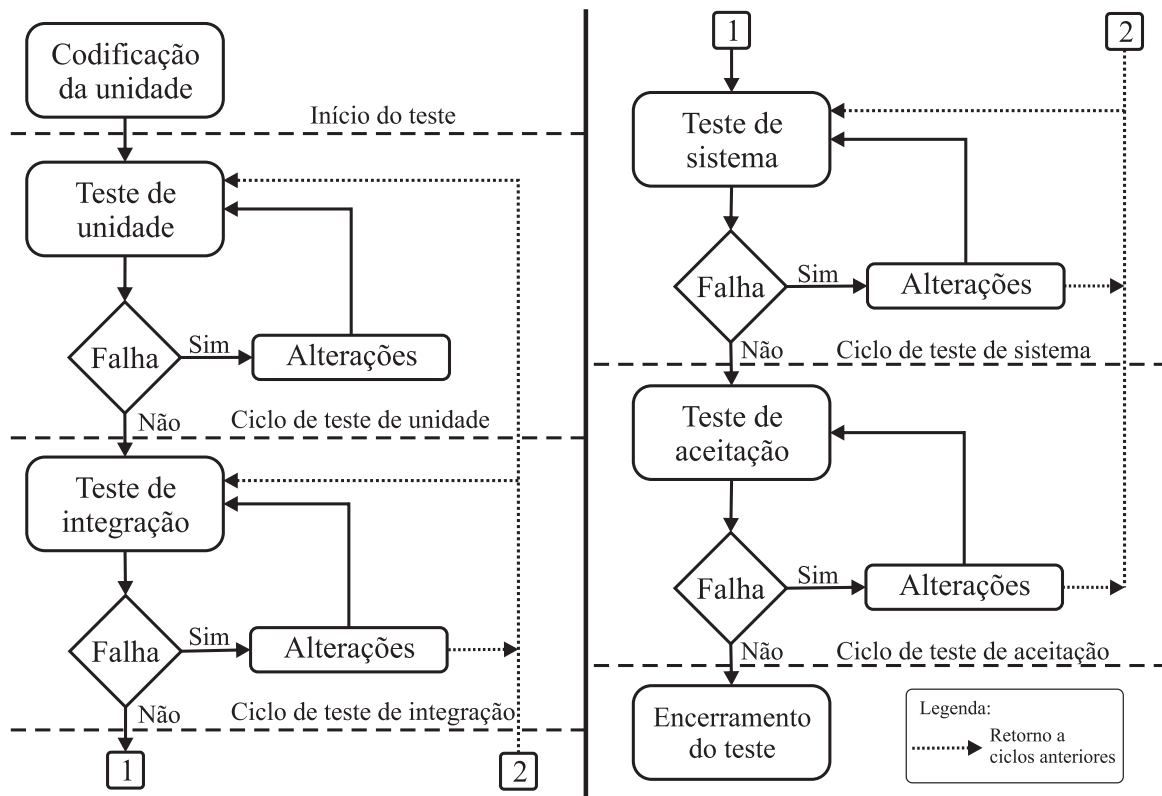 Codificação
da unidade
Início do teste
Teste de
unidade
Falha
Sim
Alterações
Não
Ciclo de teste de unidade
Teste de
integração
Falha
Sim
Alterações
Não
Ciclo de teste de integração
1
2
1
2
Teste de
sistema
Falha
Sim
Alterações
Não
Ciclo de teste de sistema
Teste de
aceitação
Falha
Sim
Alterações
Não
Ciclo de teste de aceitação
Encerramento
do teste
Legenda:
Retorno a
ciclos anteriores